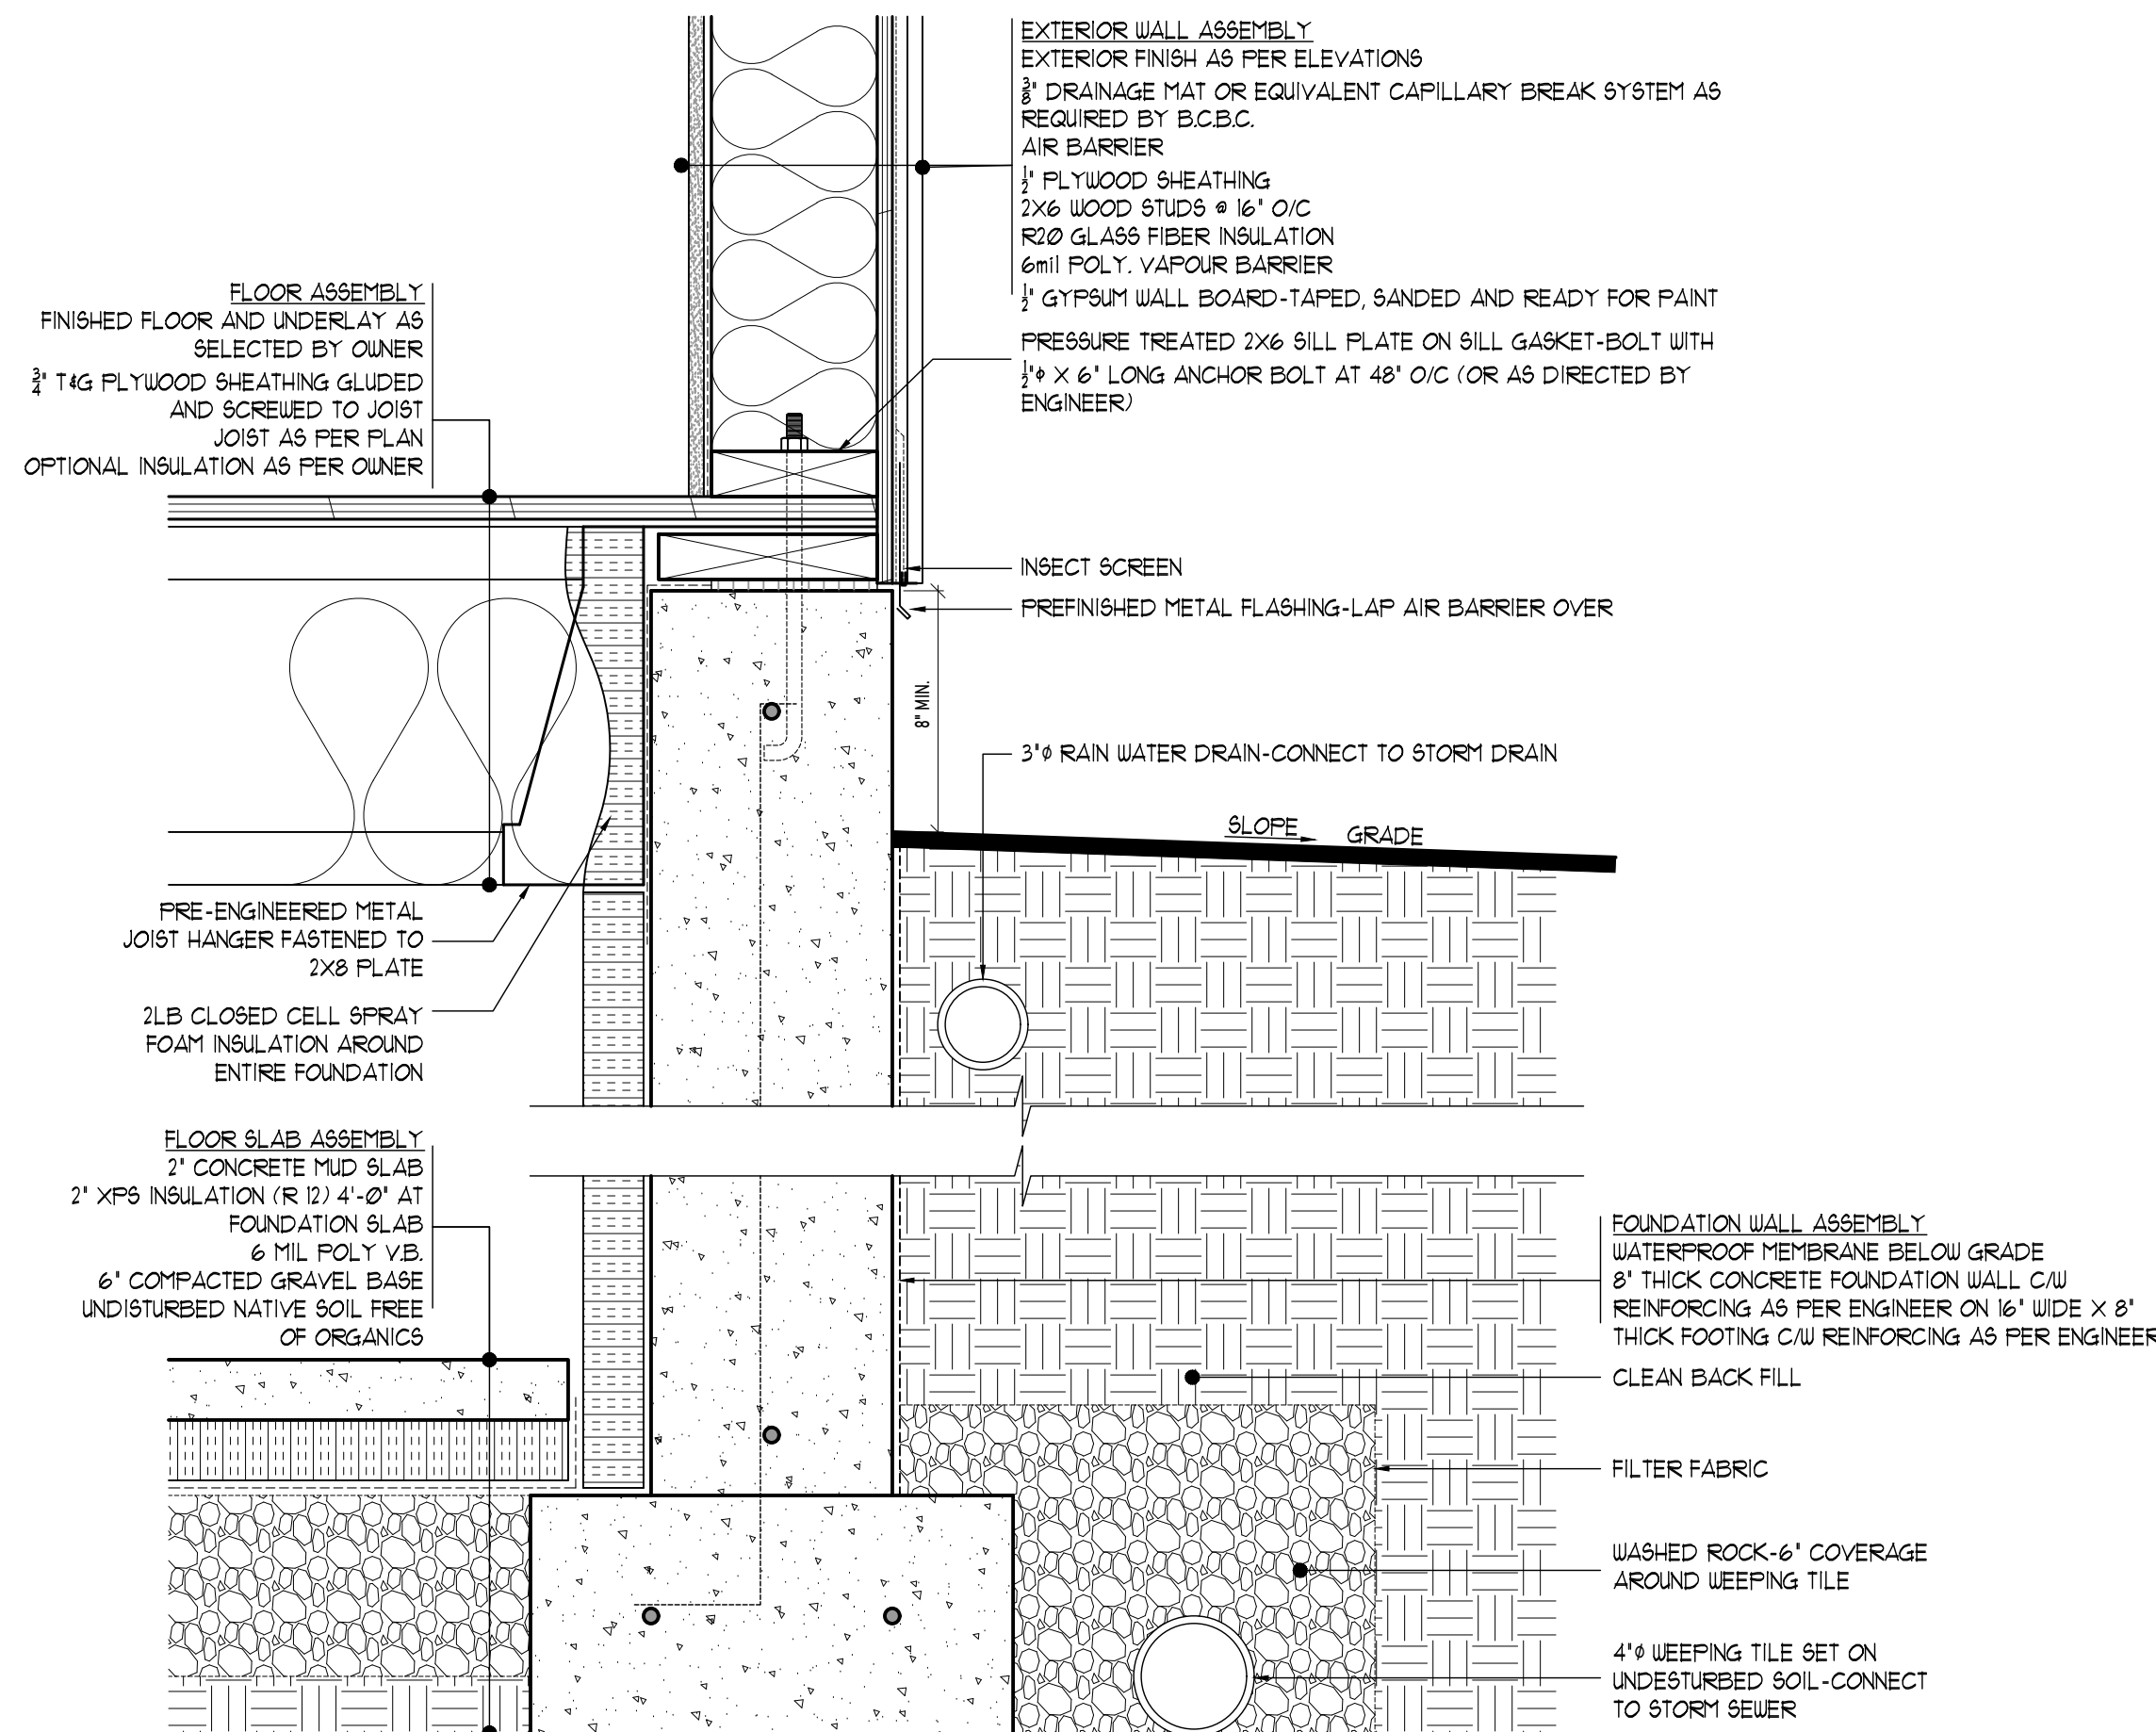 EXTERIOR WALL ASSEMBLY
EXTERIOR FINISH AS PER ELEVATIONS
3/8" DRAINAGE MAT OR EQUIVALENT CAPILLARY BREAK SYSTEM AS
REQUIRED BY B.C.B.C.
AIR BARRIER
1/2" PLYWOOD SHEATHING
2X6 WOOD STUDS @ 16" O/C
R20 GLASS FIBER INSULATION
6mil POLY. VAPOUR BARRIER
1/2" GYPSUM WALL BOARD-TAPED, SANDED AND READY FOR PAINT
PRESSURE TREATED 2X6 SILL PLATE ON SILL GASKET-BOLT WITH
1/2"ϕ X 6" LONG ANCHOR BOLT AT 48" O/C (OR AS DIRECTED BY
ENGINEER)
FLOOR ASSEMBLY
FINISHED FLOOR AND UNDERLAY AS
SELECTED BY OWNER
3/4" T&G PLYWOOD SHEATHING GLUDED
AND SCREWED TO JOIST
JOIST AS PER PLAN
OPTIONAL INSULATION AS PER OWNER
INSECT SCREEN
PREFINISHED METAL FLASHING-LAP AIR BARRIER OVER
8" MIN.
3"ϕ RAIN WATER DRAIN-CONNECT TO STORM DRAIN
SLOPE
GRADE
PRE-ENGINEERED METAL
JOIST HANGER FASTENED TO
2X8 PLATE
2LB CLOSED CELL SPRAY
FOAM INSULATION AROUND
ENTIRE FOUNDATION
FLOOR SLAB ASSEMBLY
2" CONCRETE MUD SLAB
2" XPS INSULATION (R 12) 4'-0" AT
FOUNDATION SLAB
6 MIL POLY V.B.
6" COMPACTED GRAVEL BASE
UNDISTURBED NATIVE SOIL FREE
OF ORGANICS
FOUNDATION WALL ASSEMBLY
WATERPROOF MEMBRANE BELOW GRADE
8" THICK CONCRETE FOUNDATION WALL C/W
REINFORCING AS PER ENGINEER ON 16" WIDE X 8"
THICK FOOTING C/W REINFORCING AS PER ENGINEER
CLEAN BACK FILL
FILTER FABRIC
WASHED ROCK-6" COVERAGE
AROUND WEEPING TILE
4"ϕ WEEPING TILE SET ON
UNDESTURBED SOIL-CONNECT
TO STORM SEWER